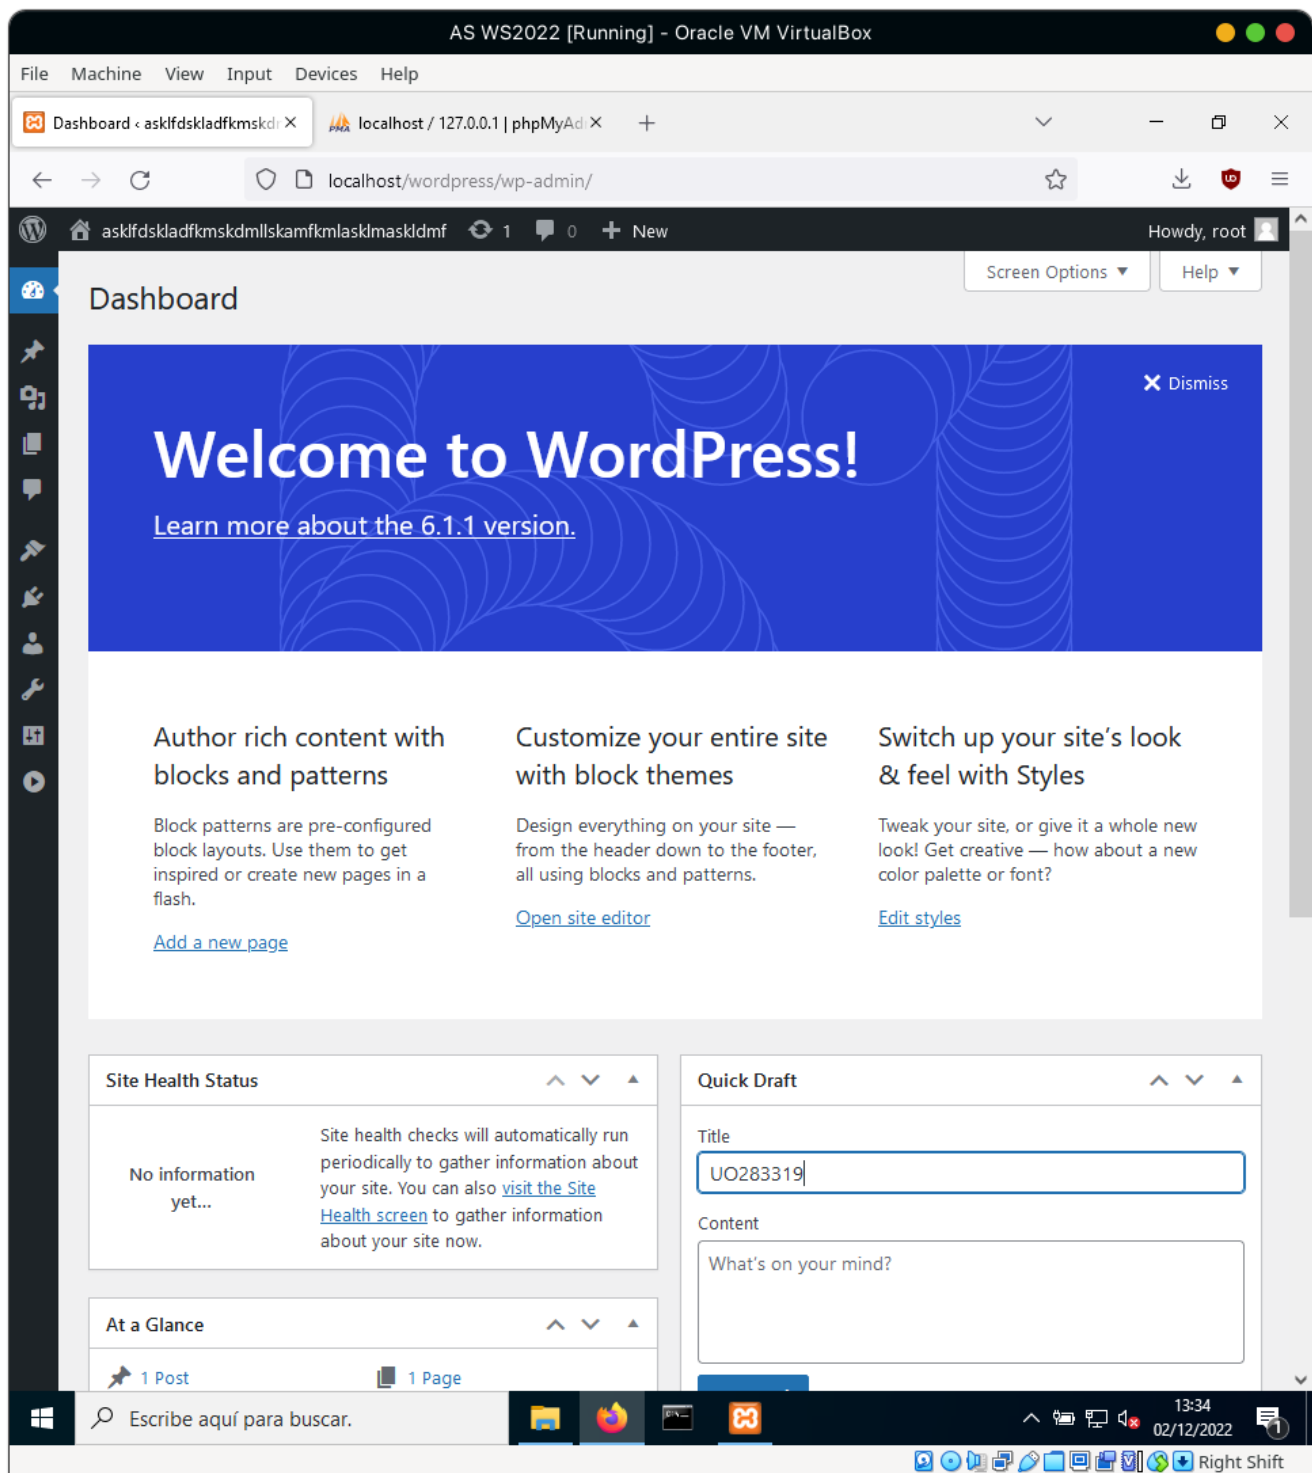 AS WS2022 [Running] - Oracle VM VirtualBox
File Machine View Input Devices Help
Dashboard ‹ asklfdskladfkmskdm
localhost / 127.0.0.1 | phpMyAd
localhost/wordpress/wp-admin/
asklfdskladfkmskdmllskamfkmlasklmaskldmf 1 0 New Howdy, root
Screen Options Help
Dashboard
Dismiss
Welcome to WordPress!
Learn more about the 6.1.1 version.
Author rich content with
blocks and patterns
Block patterns are pre-configured
block layouts. Use them to get
inspired or create new pages in a
flash.
Add a new page
Customize your entire site
with block themes
Design everything on your site —
from the header down to the footer,
all using blocks and patterns.
Open site editor
Switch up your site’s look
& feel with Styles
Tweak your site, or give it a whole new
look! Get creative — how about a new
color palette or font?
Edit styles
Site Health Status
No information
yet...
Site health checks will automatically run
periodically to gather information about
your site. You can also visit the Site
Health screen to gather information
about your site now.
At a Glance
1 Post
1 Page
Quick Draft
Title
UO283319
Content
What's on your mind?
Escribe aquí para buscar.
13:34
02/12/2022
1
Right Shift